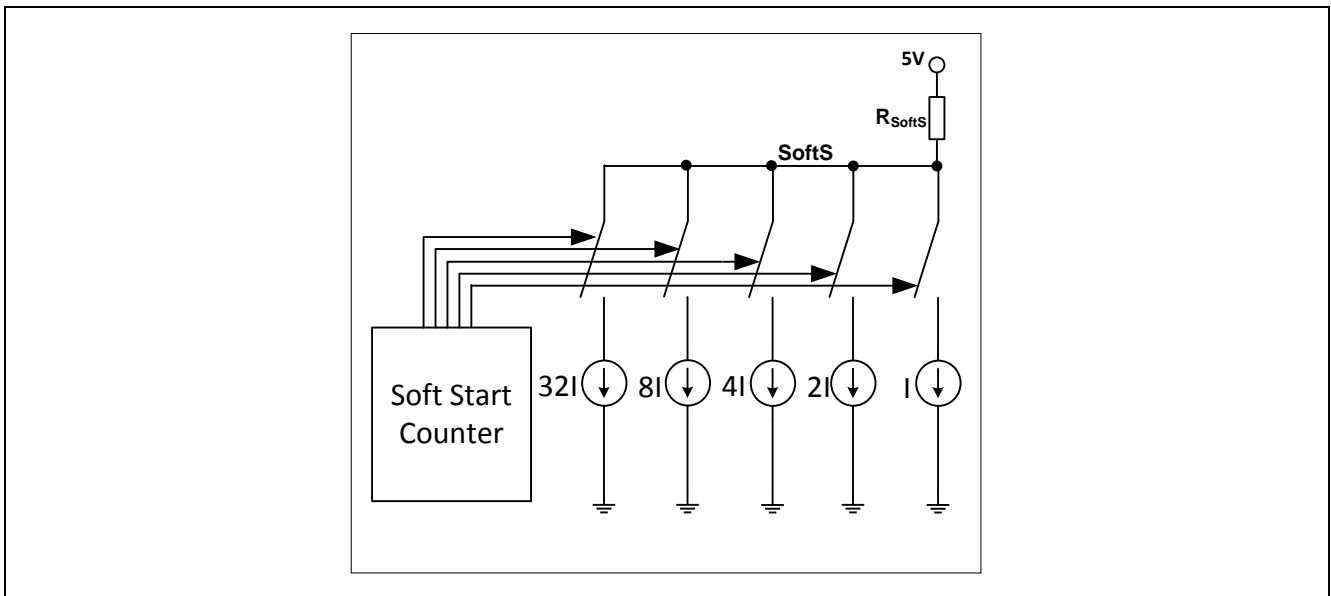 5V
RSoftS
SoftS
32I
8I
4I
2I
I
Soft Start
Counter